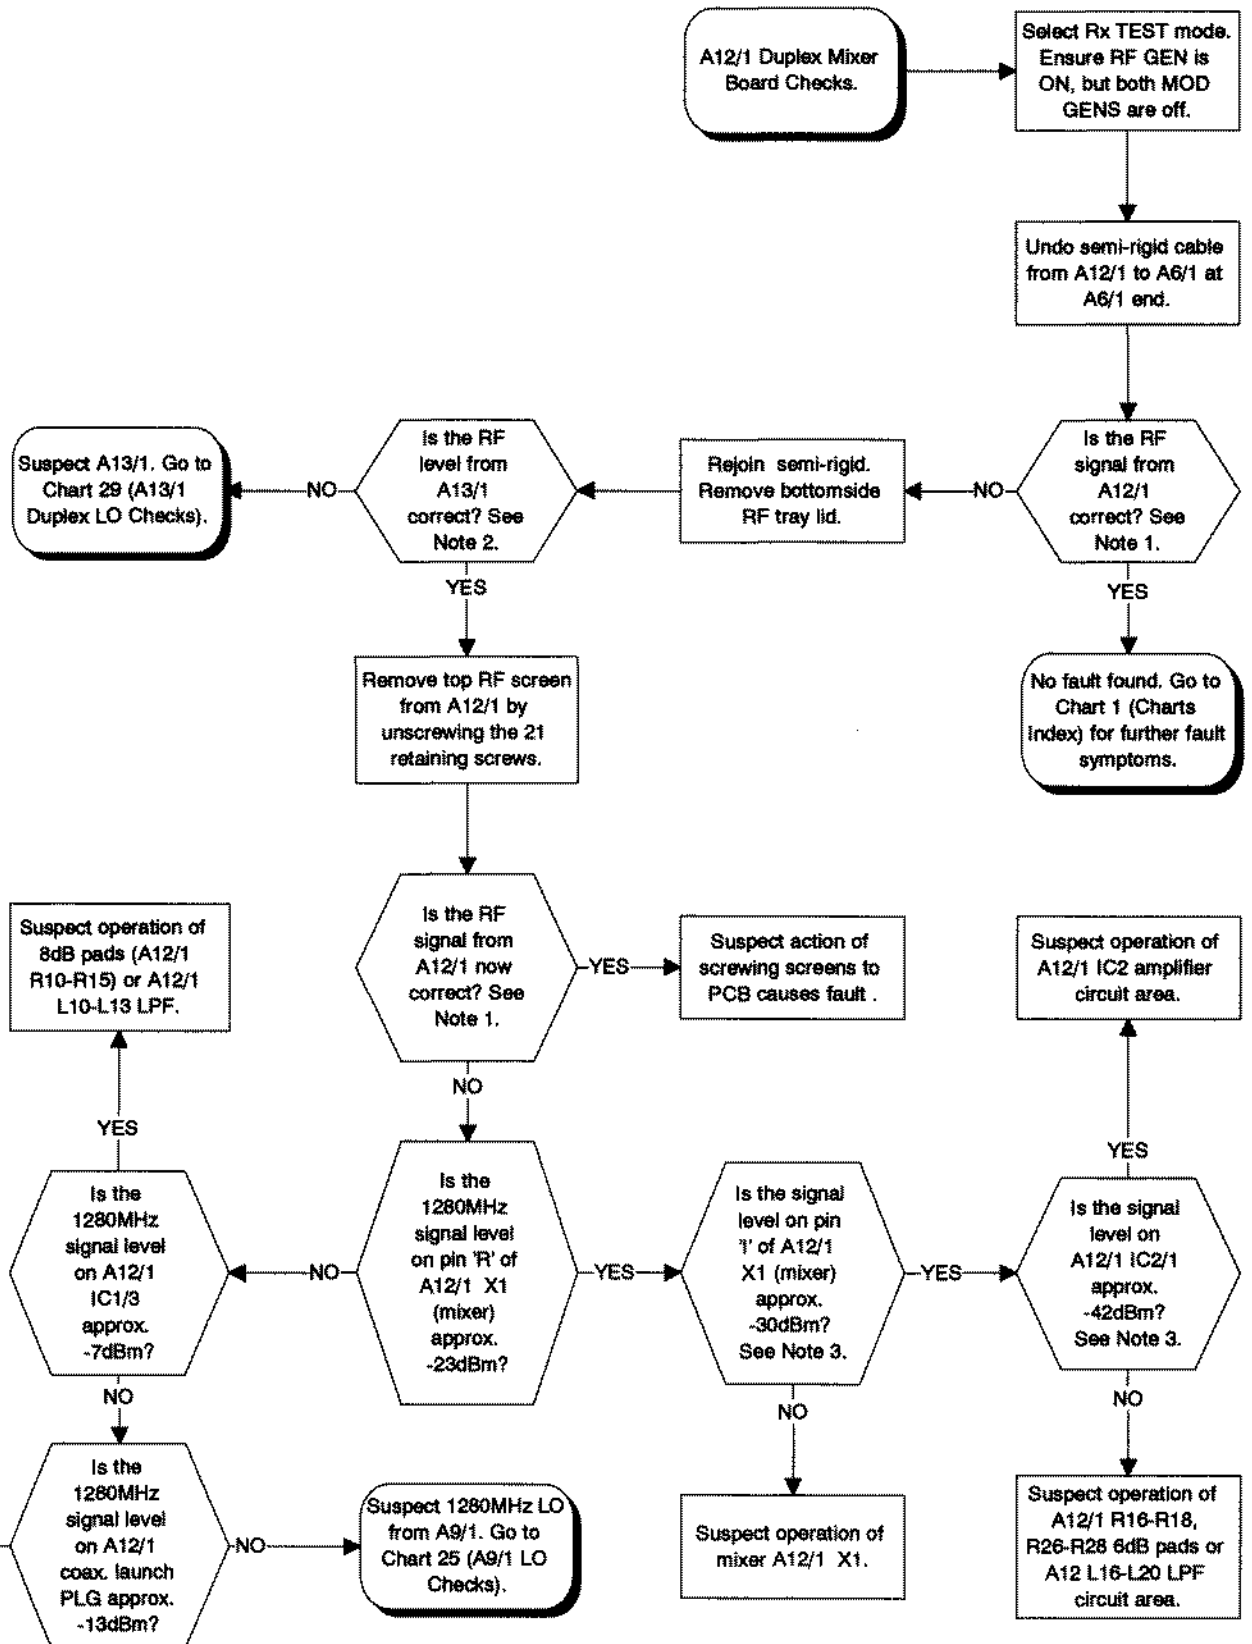 A12/1 Duplex Mixer
Board Checks.
Select Rx TEST mode.
Ensure RF GEN is
ON, but both MOD
GENS are off.
Undo semi-rigid cable
from A12/1 to A6/1 at
A6/1 end.
Is the RF
signal from
A12/1
correct? See
Note 1.
NO
YES
No fault found. Go to
Chart 1 (Charts
Index) for further fault
symptoms.
Rejoin semi-rigid.
Remove bottomside
RF tray lid.
Is the RF
level from
A13/1
correct? See
Note 2.
NO
Suspect A13/1. Go to
Chart 29 (A13/1
Duplex LO Checks).
YES
Remove top RF screen
from A12/1 by
unscrewing the 21
retaining screws.
Is the RF
signal from
A12/1 now
correct? See
Note 1.
YES
Suspect action of
screwing screens to
PCB causes fault .
NO
Is the
1280MHz
signal level
on pin 'R' of
A12/1 X1
(mixer)
approx.
-23dBm?
YES
Is the signal
level on pin
'I' of A12/1
X1 (mixer)
approx.
-30dBm?
See Note 3.
YES
Is the signal
level on
A12/1 IC2/1
approx.
-42dBm?
See Note 3.
YES
Suspect operation of
A12/1 IC2 amplifier
circuit area.
NO
Suspect operation of
A12/1 R16-R18,
R26-R28 6dB pads or
A12 L16-L20 LPF
circuit area.
NO
Suspect operation of
mixer A12/1 X1.
NO
Is the
1280MHz
signal level
on A12/1
IC1/3
approx.
-7dBm?
YES
Suspect operation of
8dB pads (A12/1
R10-R15) or A12/1
L10-L13 LPF.
NO
Is the
1280MHz
signal level
on A12/1
coax. launch
PLG approx.
-13dBm?
NO
Suspect 1280MHz LO
from A9/1. Go to
Chart 25 (A9/1 LO
Checks).